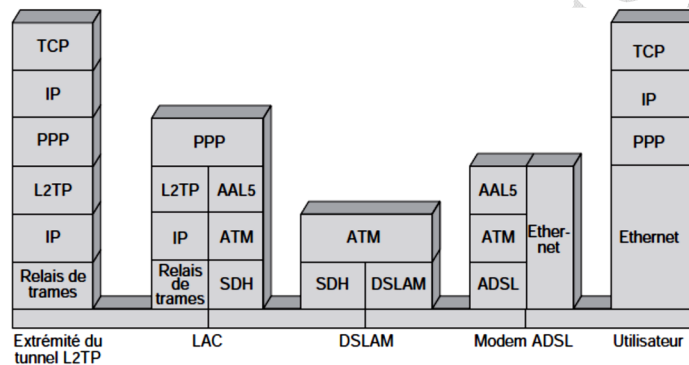 TCP
IP
PPP
L2TP
IP
Relais de
trames
Extrémité du
tunnel L2TP
PPP
L2TP
AAL5
IP
ATM
Relais
de
trames
SDH
LAC
ATM
SDH
DSLAM
DSLAM
AAL5
ATM
ADSL
Ether-
net
Modem ADSL
TCP
IP
PPP
Ethernet
Utilisateur